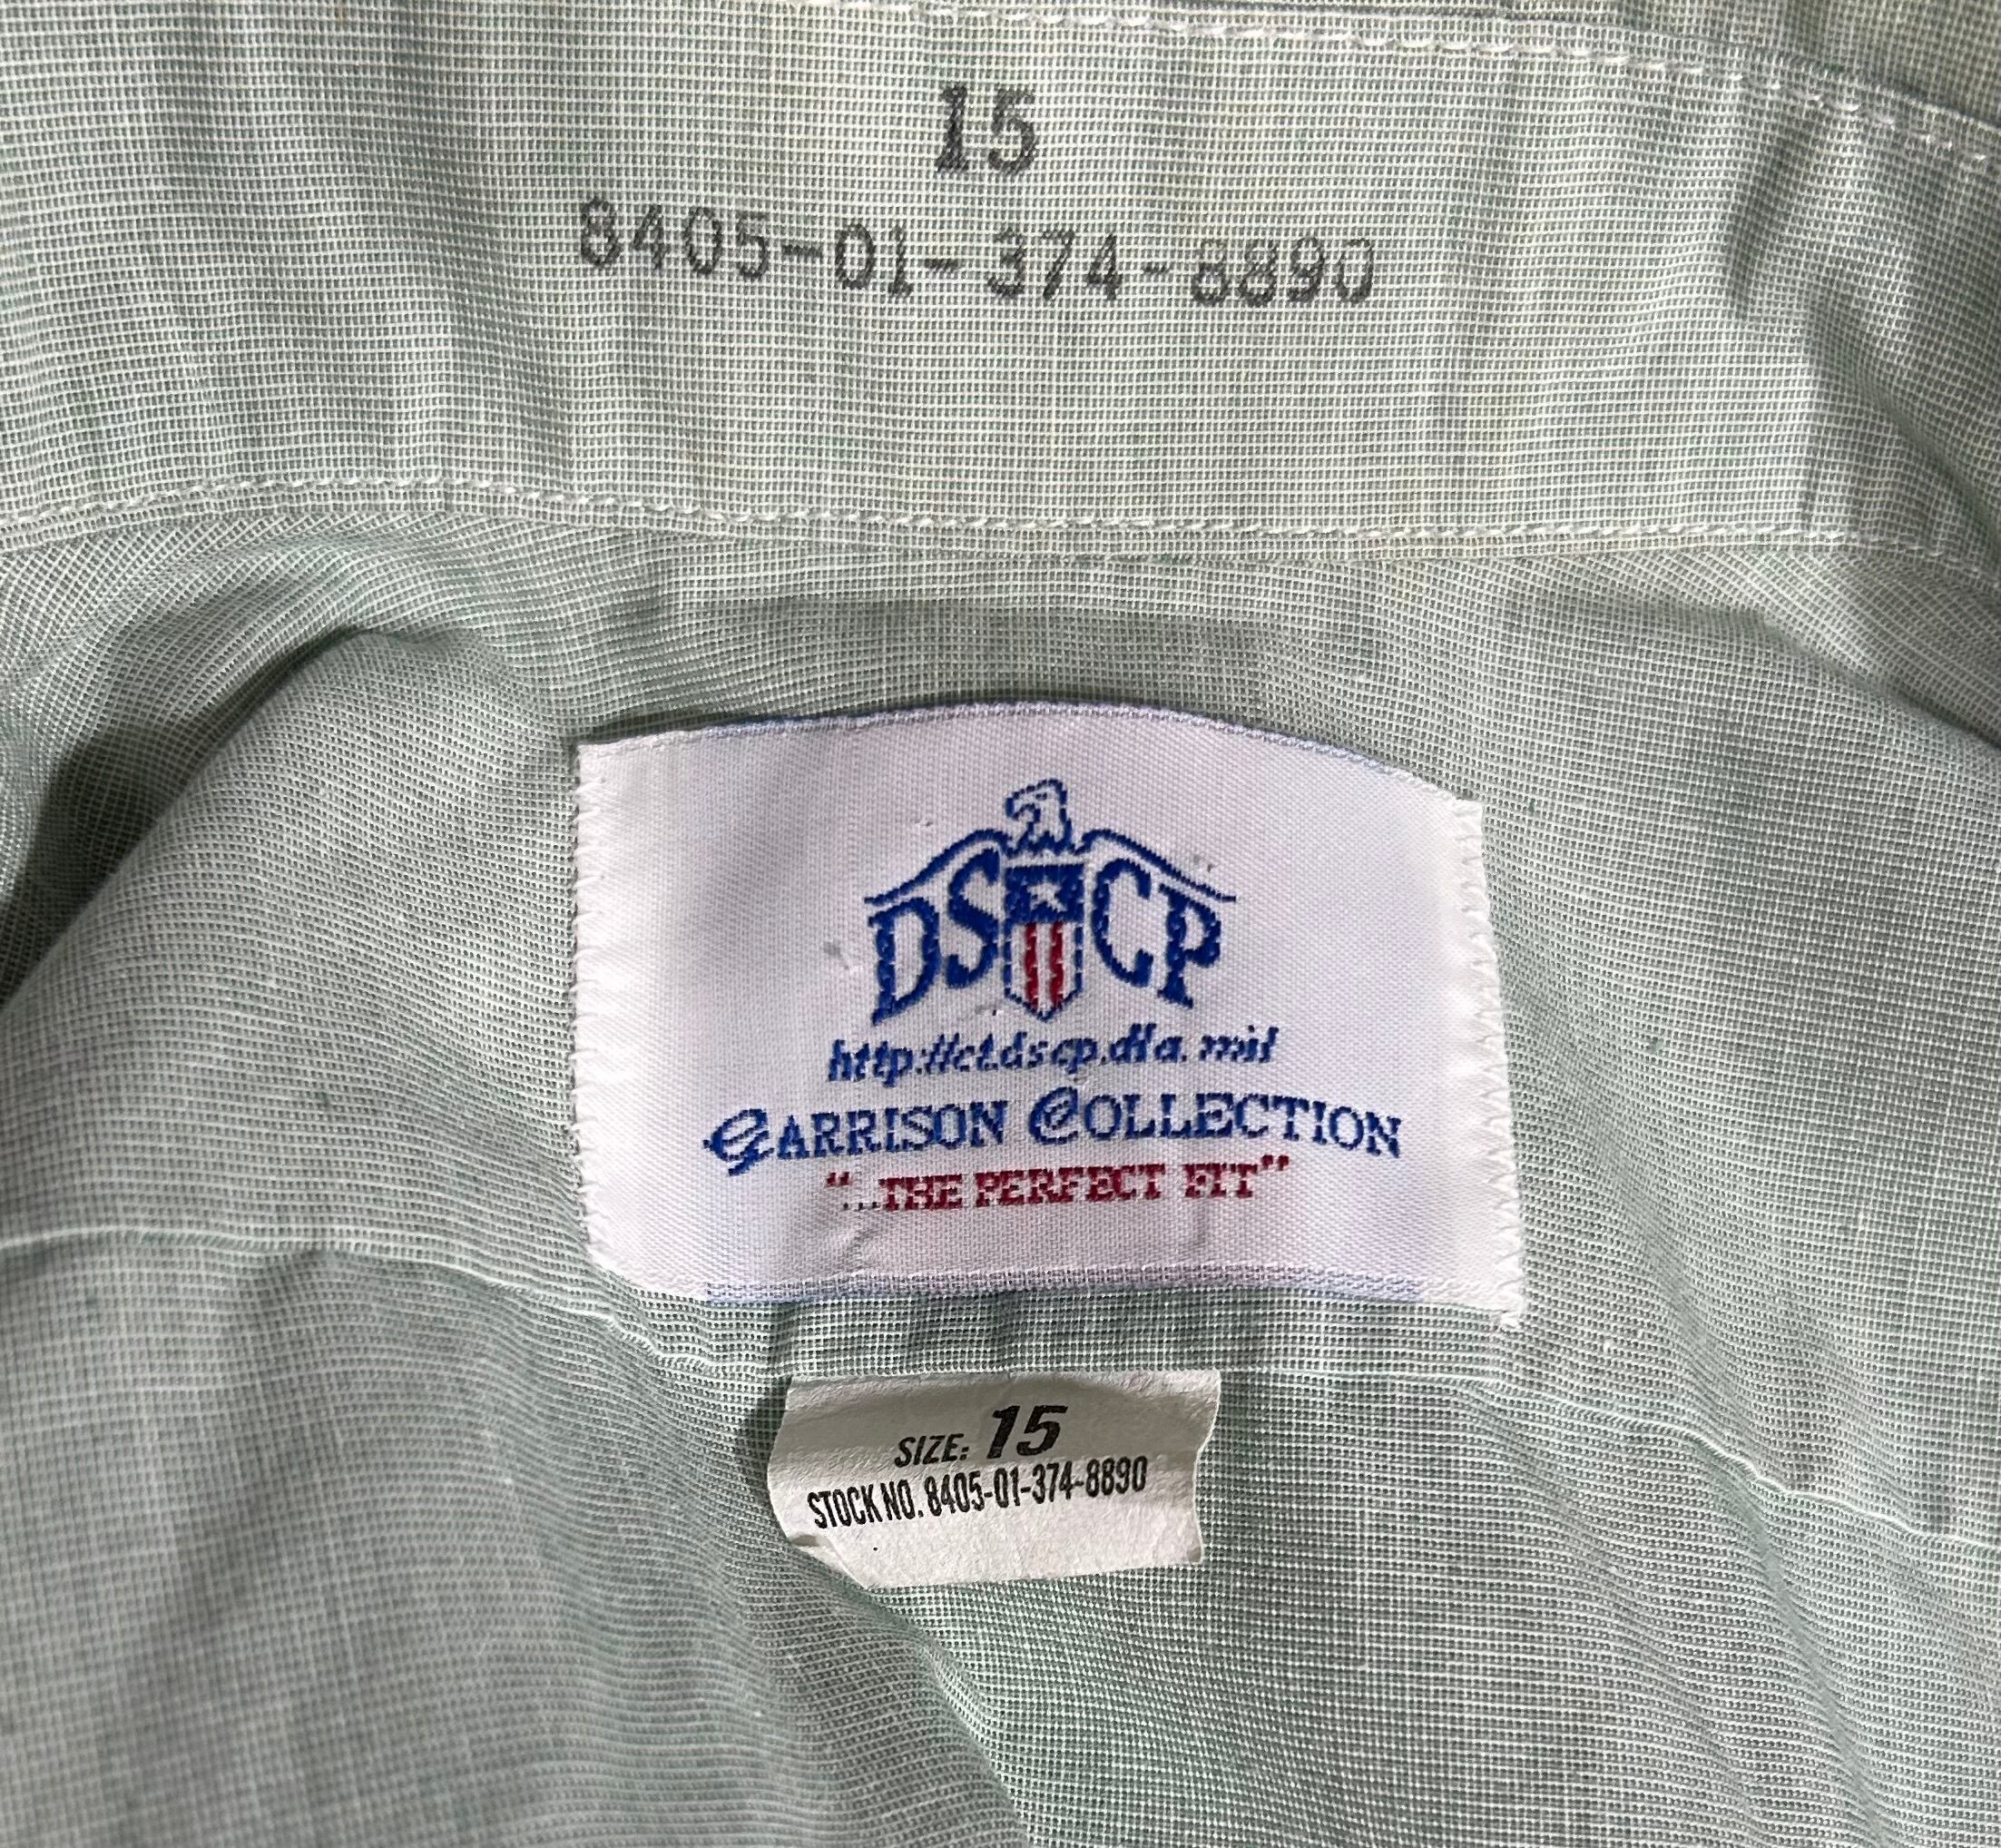 15
8405-01-374-8890
DSCP
http://ct.dscp.dla.mil
GARRISON COLLECTION
"...THE PERFECT FIT"
SIZE: 15
STOCK NO. 8405-01-374-8890